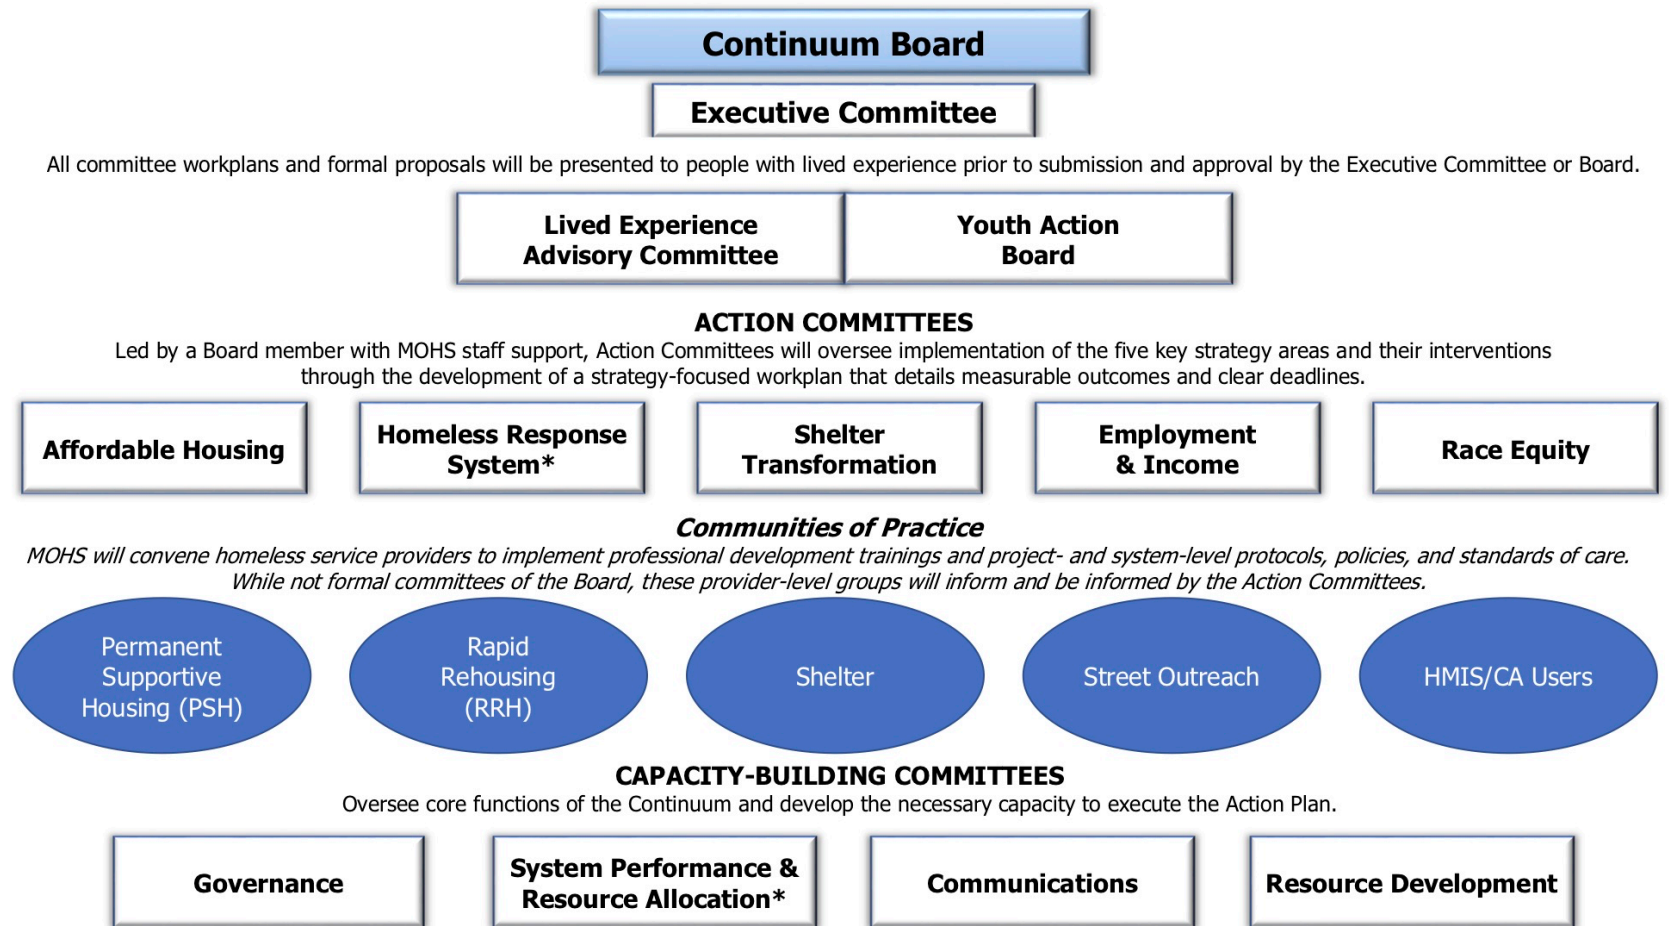 Continuum Board
Executive Committee
All committee workplans and formal proposals will be presented to people with lived experience prior to submission and approval by the Executive Committee or Board.
Lived Experience
Advisory Committee
Youth Action
Board
ACTION COMMITTEES
Led by a Board member with MOHS staff support, Action Committees will oversee implementation of the five key strategy areas and their interventions
through the development of a strategy-focused workplan that details measurable outcomes and clear deadlines.
Affordable Housing
Homeless Response
System*
Shelter
Transformation
Employment
& Income
Race Equity
Communities of Practice
MOHS will convene homeless service providers to implement professional development trainings and project- and system-level protocols, policies, and standards of care.
While not formal committees of the Board, these provider-level groups will inform and be informed by the Action Committees.
Permanent
Supportive
Housing (PSH)
Rapid
Rehousing
(RRH)
Shelter
Street Outreach
HMIS/CA Users
CAPACITY-BUILDING COMMITTEES
Oversee core functions of the Continuum and develop the necessary capacity to execute the Action Plan.
Governance
System Performance &
Resource Allocation*
Communications
Resource Development